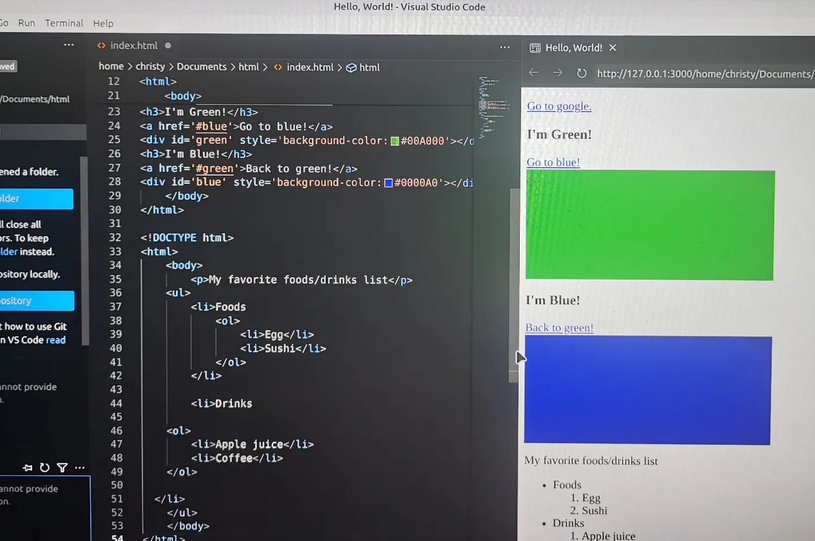 Hello, World! - Visual Studio Code
Go Run Terminal Help
index.html
Hello, World!
home > christy > Documents > html > index.html > html
http://127.0.0.1:3000/home/christy/Documents/
/Documents/html
ened a folder.
older
ll close all
ors. To keep
older instead.
ository locally.
pository
t how to use Git
n VS Code read
annot provide
n.
annot provide
on.
12 <html>
21 <body>
23 <h3>I'm Green!</h3>
24 <a href='#blue'>Go to blue!</a>
25 <div id='green' style='background-color:#00A000'></d
26 <h3>I'm Blue!</h3>
27 <a href='#green'>Back to green!</a>
28 <div id='blue' style='background-color:#0000A0'></di
29 </body>
30 </html>
31
32 <!DOCTYPE html>
33 <html>
34 <body>
35 <p>My favorite foods/drinks list</p>
36 <ul>
37 <li>Foods
38 <ol>
39 <li>Egg</li>
40 <li>Sushi</li>
41 </ol>
42 </li>
43
44 <li>Drinks
45
46 <ol>
47 <li>Apple juice</li>
48 <li>Coffee</li>
49 </ol>
50
51 </li>
52 </ul>
53 </body>
54 </html>
Go to google.
I'm Green!
Go to blue!
I'm Blue!
Back to green!
My favorite foods/drinks list
• Foods
1. Egg
2. Sushi
• Drinks
1. Apple juice